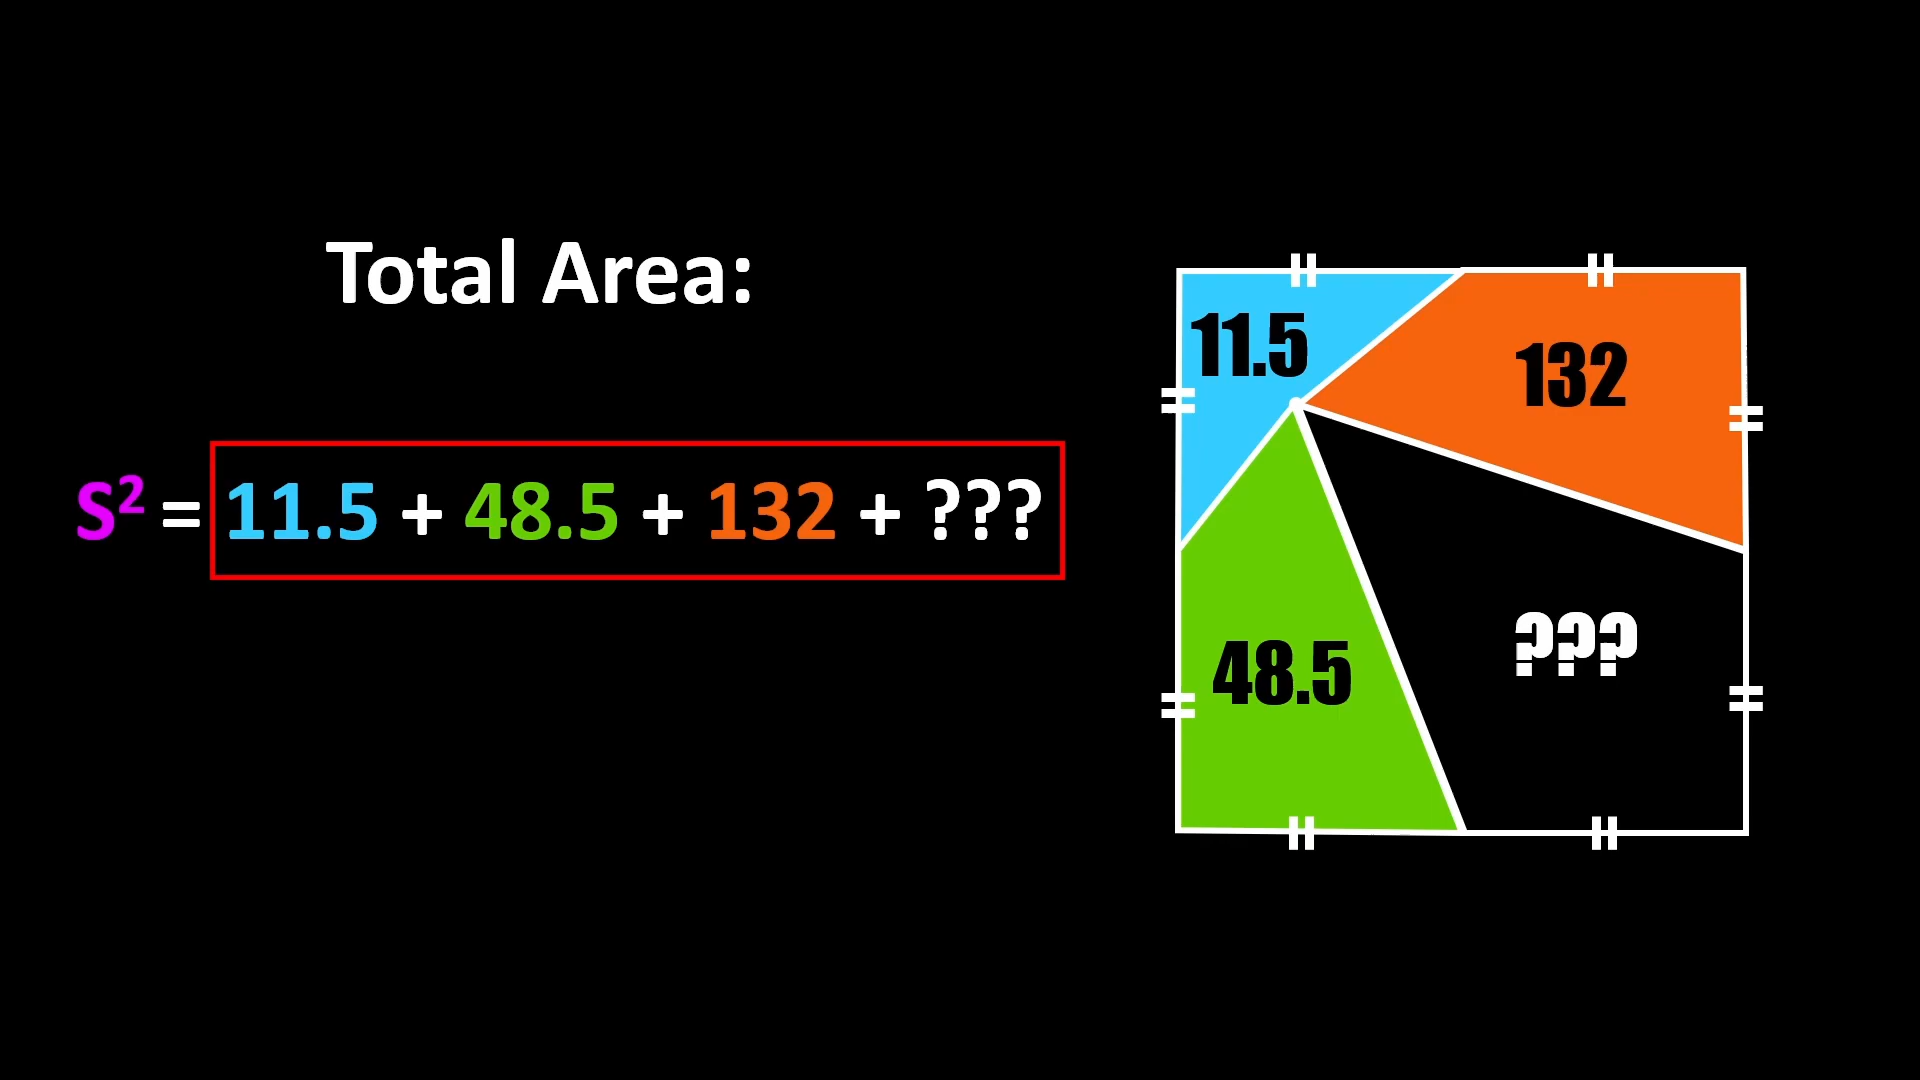 Total Area:
S² = 11.5 + 48.5 + 132 + ???
11.5
132
48.5
???